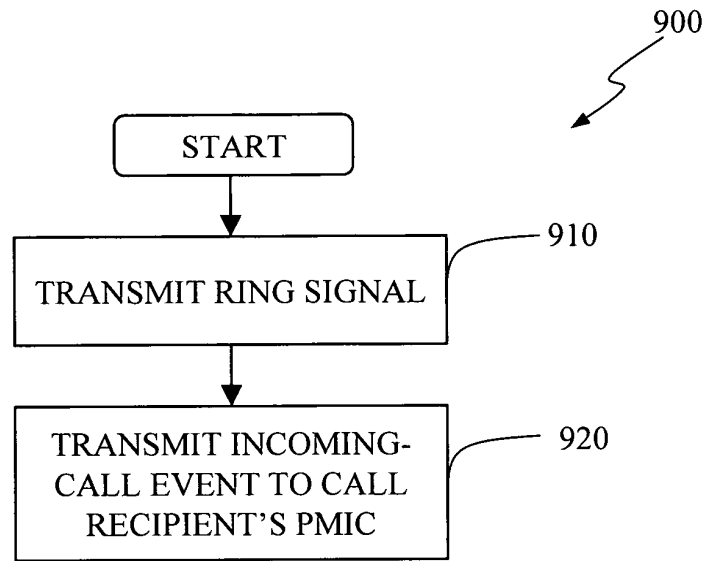 900
START
910
TRANSMIT RING SIGNAL
920
TRANSMIT INCOMING-
CALL EVENT TO CALL
RECIPIENT'S PMIC